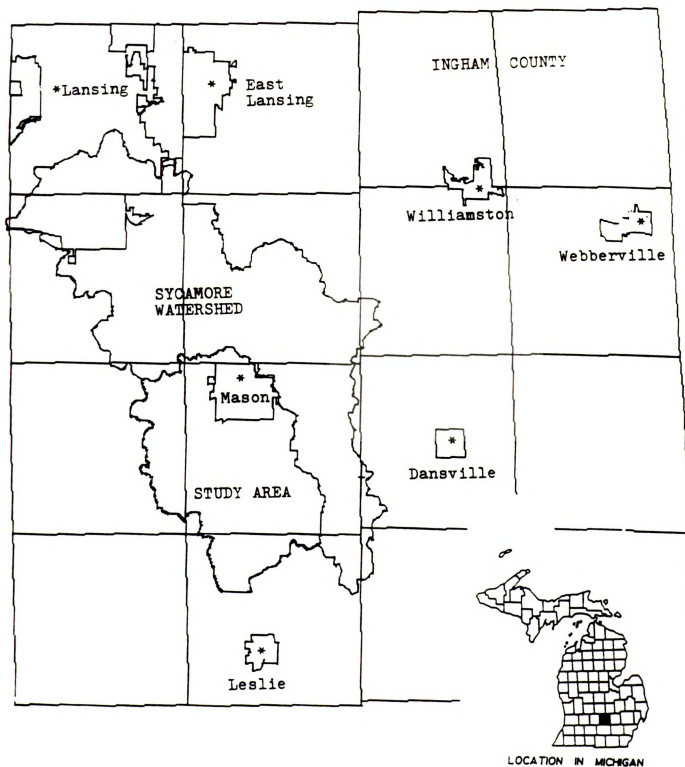 INGHAM COUNTY
*Lansing
* East
Lansing
*
Williamston
*
Webberville
SYCAMORE
WATERSHED
*
Mason
*
Dansville
STUDY AREA
*
Leslie
LOCATION IN MICHIGAN